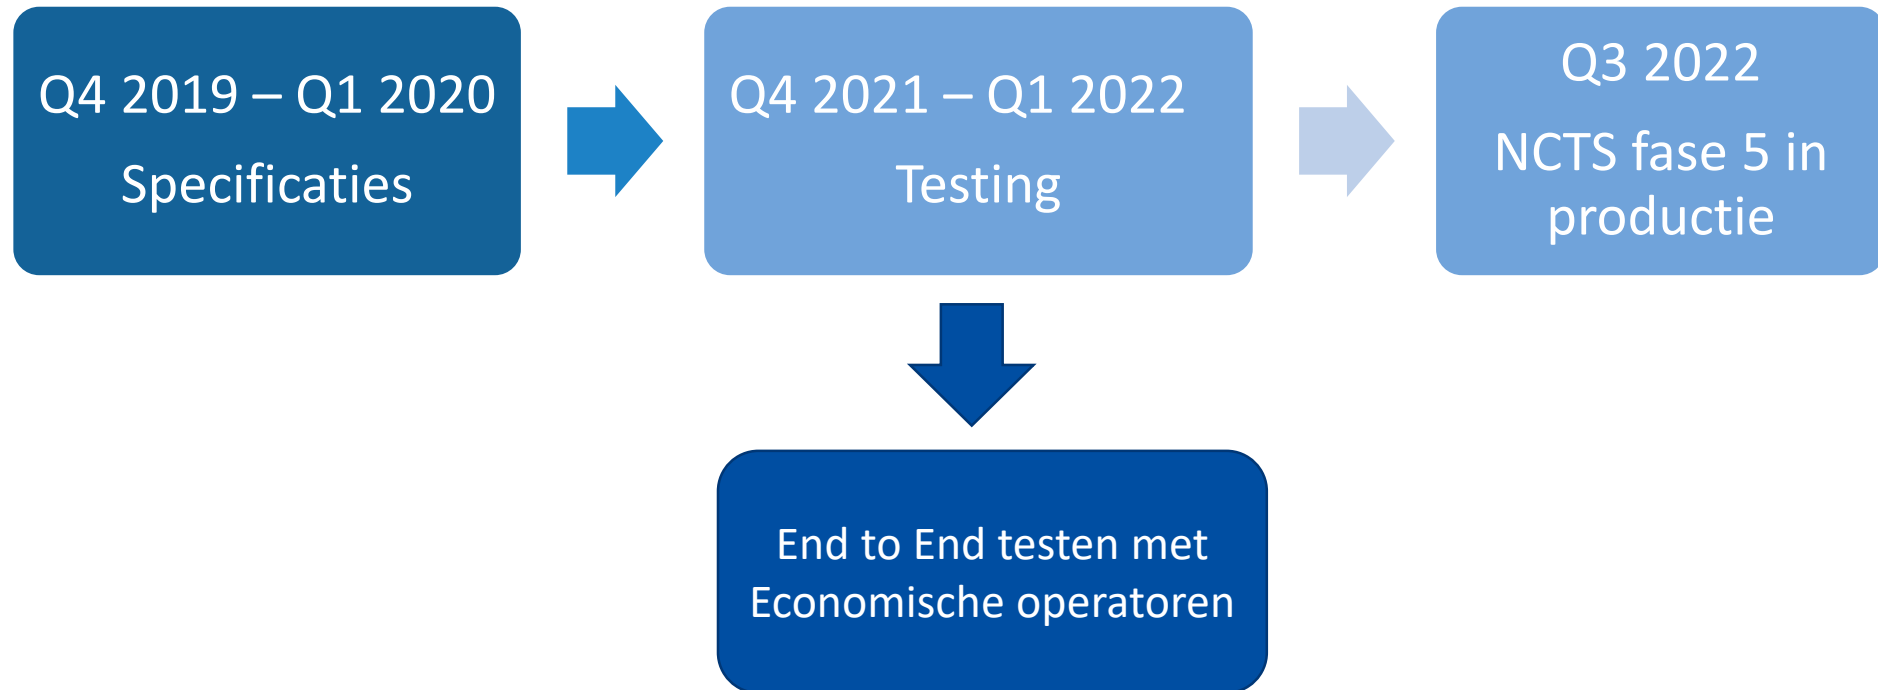 Q4 2019 – Q1 2020
Specificaties
Q4 2021 – Q1 2022
Testing
Q3 2022
NCTS fase 5 in
productie
End to End testen met
Economische operatoren